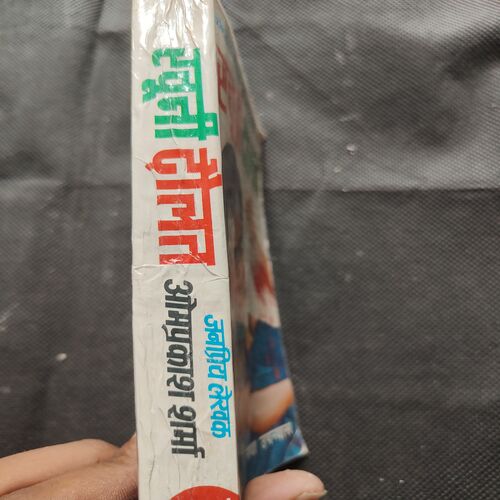 खूनी दौलत
जनप्रिय लेखक
ओमप्रकाश शर्मा